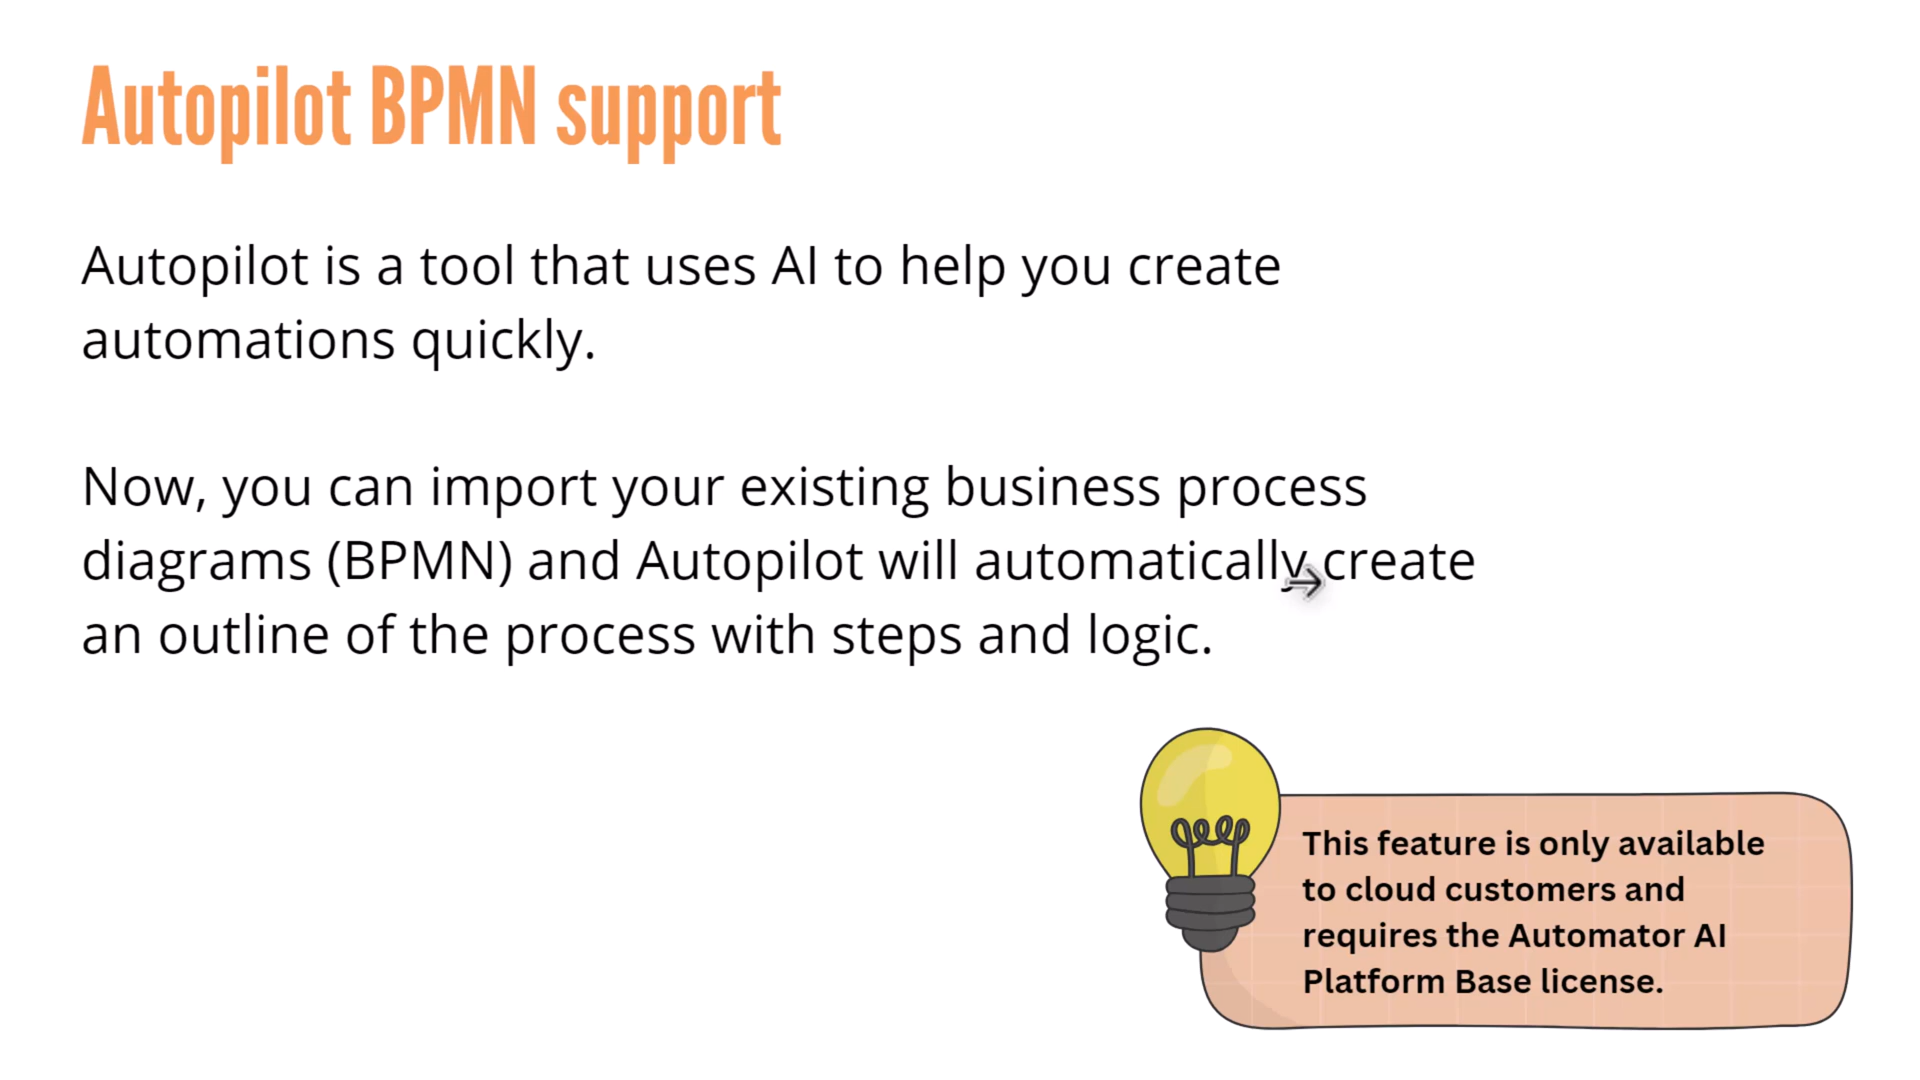 Autopilot BPMN support
Autopilot is a tool that uses AI to help you create
automations quickly.
Now, you can import your existing business process
diagrams (BPMN) and Autopilot will automatically create
an outline of the process with steps and logic.
This feature is only available
to cloud customers and
requires the Automator AI
Platform Base license.